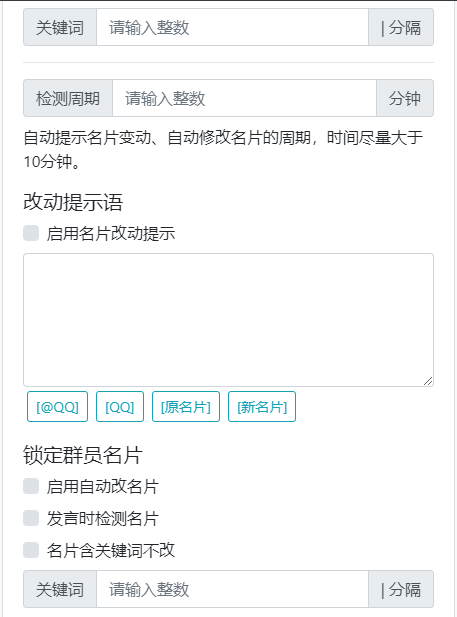 关键词 请输入整数 | 分隔
检测周期 请输入整数 分钟
自动提示名片变动、自动修改名片的周期，时间尽量大于
10分钟。
改动提示语
启用名片改动提示
[@QQ] [QQ] [原名片] [新名片]
锁定群员名片
启用自动改名片
发言时检测名片
名片含关键词不改
关键词 请输入整数 | 分隔